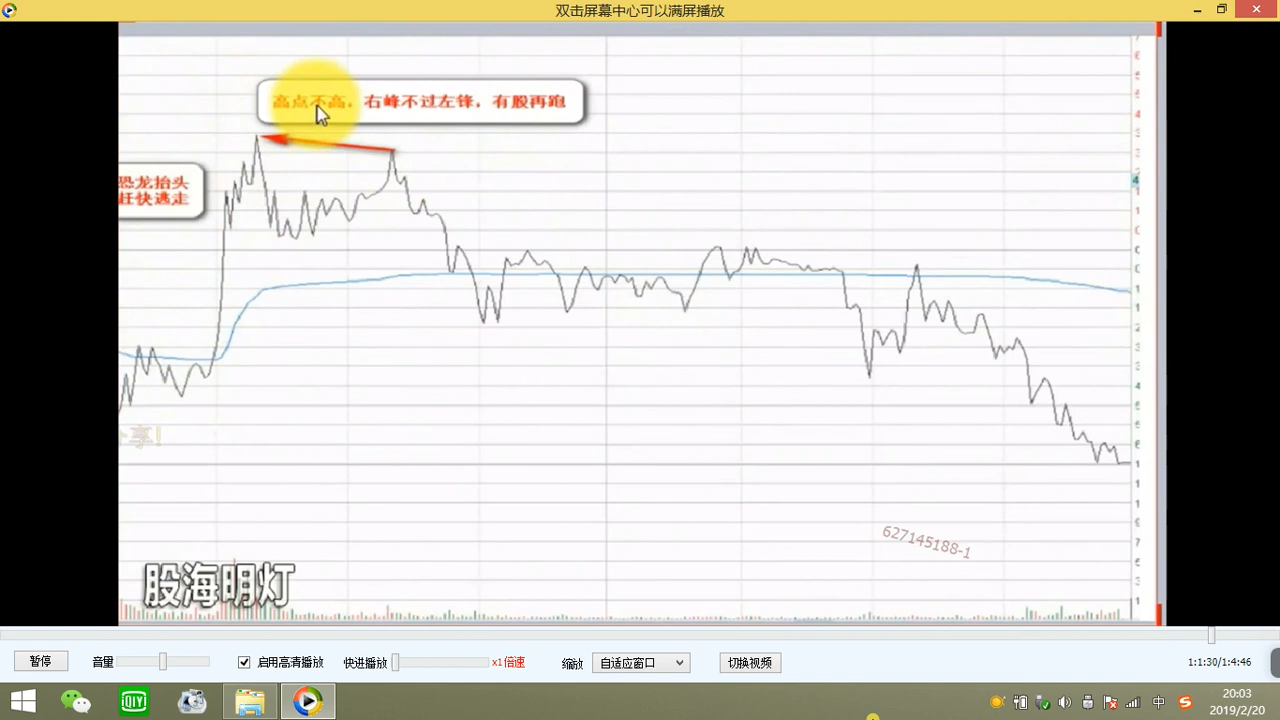 双击屏幕中心可以满屏播放
高点不高，右峰不过左锋，有股再跑
恐龙抬头
赶快逃走
享!
627145188-1
股海明灯
暂停
音量
启用高清播放
快进播放
x1倍速
缩放
自适应窗口
切换视频
1:1:30/1:4:46
iQIYI
中
20:03
2019/2/20